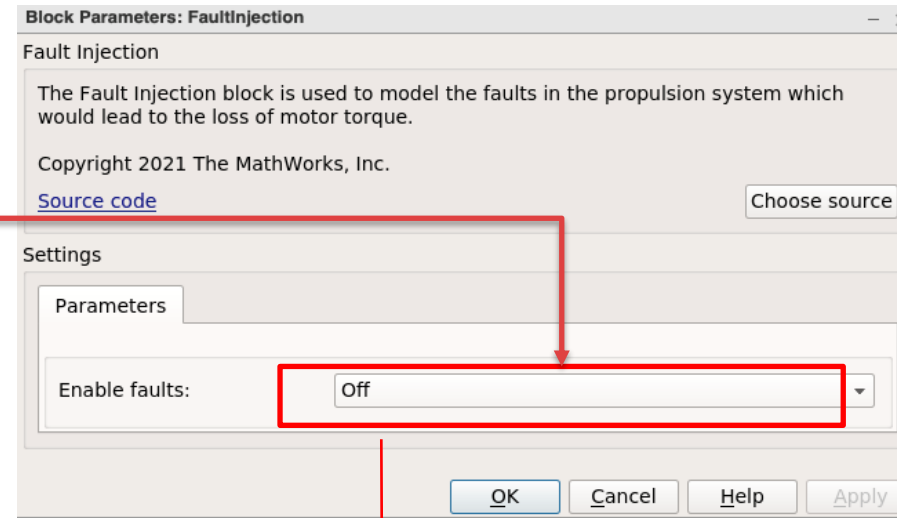 Block Parameters: FaultInjection
Fault Injection
The Fault Injection block is used to model the faults in the propulsion system which
would lead to the loss of motor torque.
Copyright 2021 The MathWorks, Inc.
Source code
Choose source
Settings
Parameters
Enable faults:
Off
OK
Cancel
Help
Apply